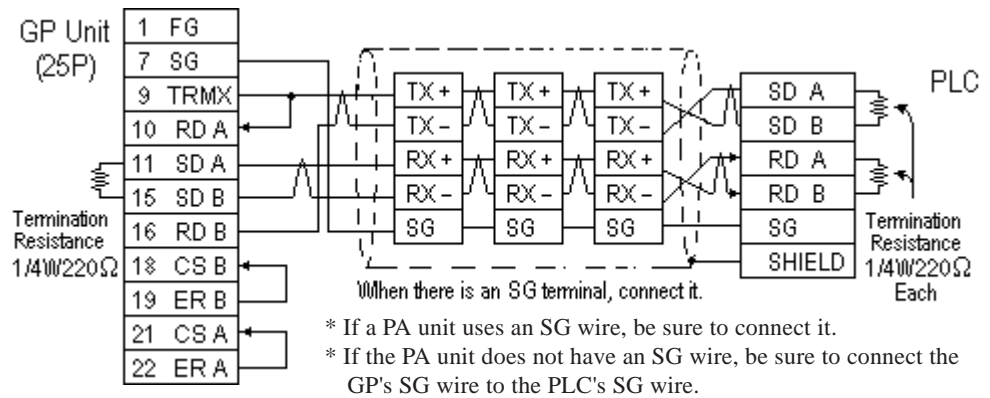 GP Unit
(25P)
1 FG
7 SG
9 TRMX
10 RD A
11 SD A
15 SD B
16 RD B
18 CS B
19 ER B
21 CS A
22 ER A
Termination
Resistance
1/4W220Ω
TX+ TX+ TX+
TX- TX- TX-
RX+ RX+ RX+
RX- RX- RX-
SG SG SG
SD A
SD B
RD A
RD B
SG
SHIELD
PLC
Termination
Resistance
1/4W220Ω
Each
When there is an SG terminal, connect it.
* If a PA unit uses an SG wire, be sure to connect it.
* If the PA unit does not have an SG wire, be sure to connect the
GP's SG wire to the PLC's SG wire.